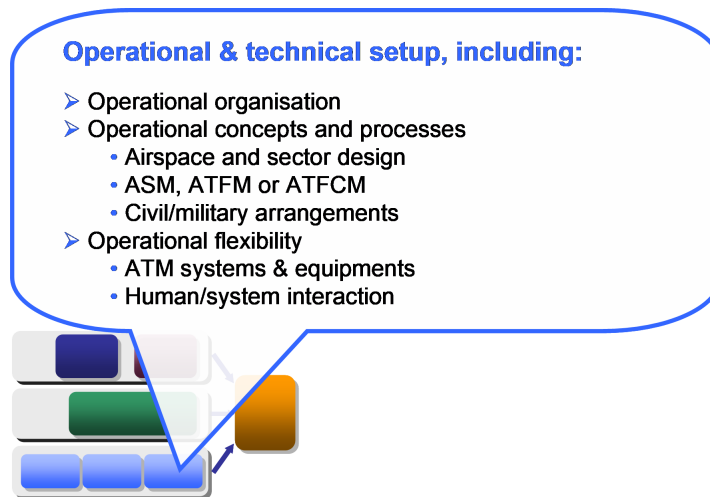 Operational & technical setup, including:
➢ Operational organisation
➢ Operational concepts and processes
• Airspace and sector design
• ASM, ATFM or ATFCM
• Civil/military arrangements
➢ Operational flexibility
• ATM systems & equipments
• Human/system interaction